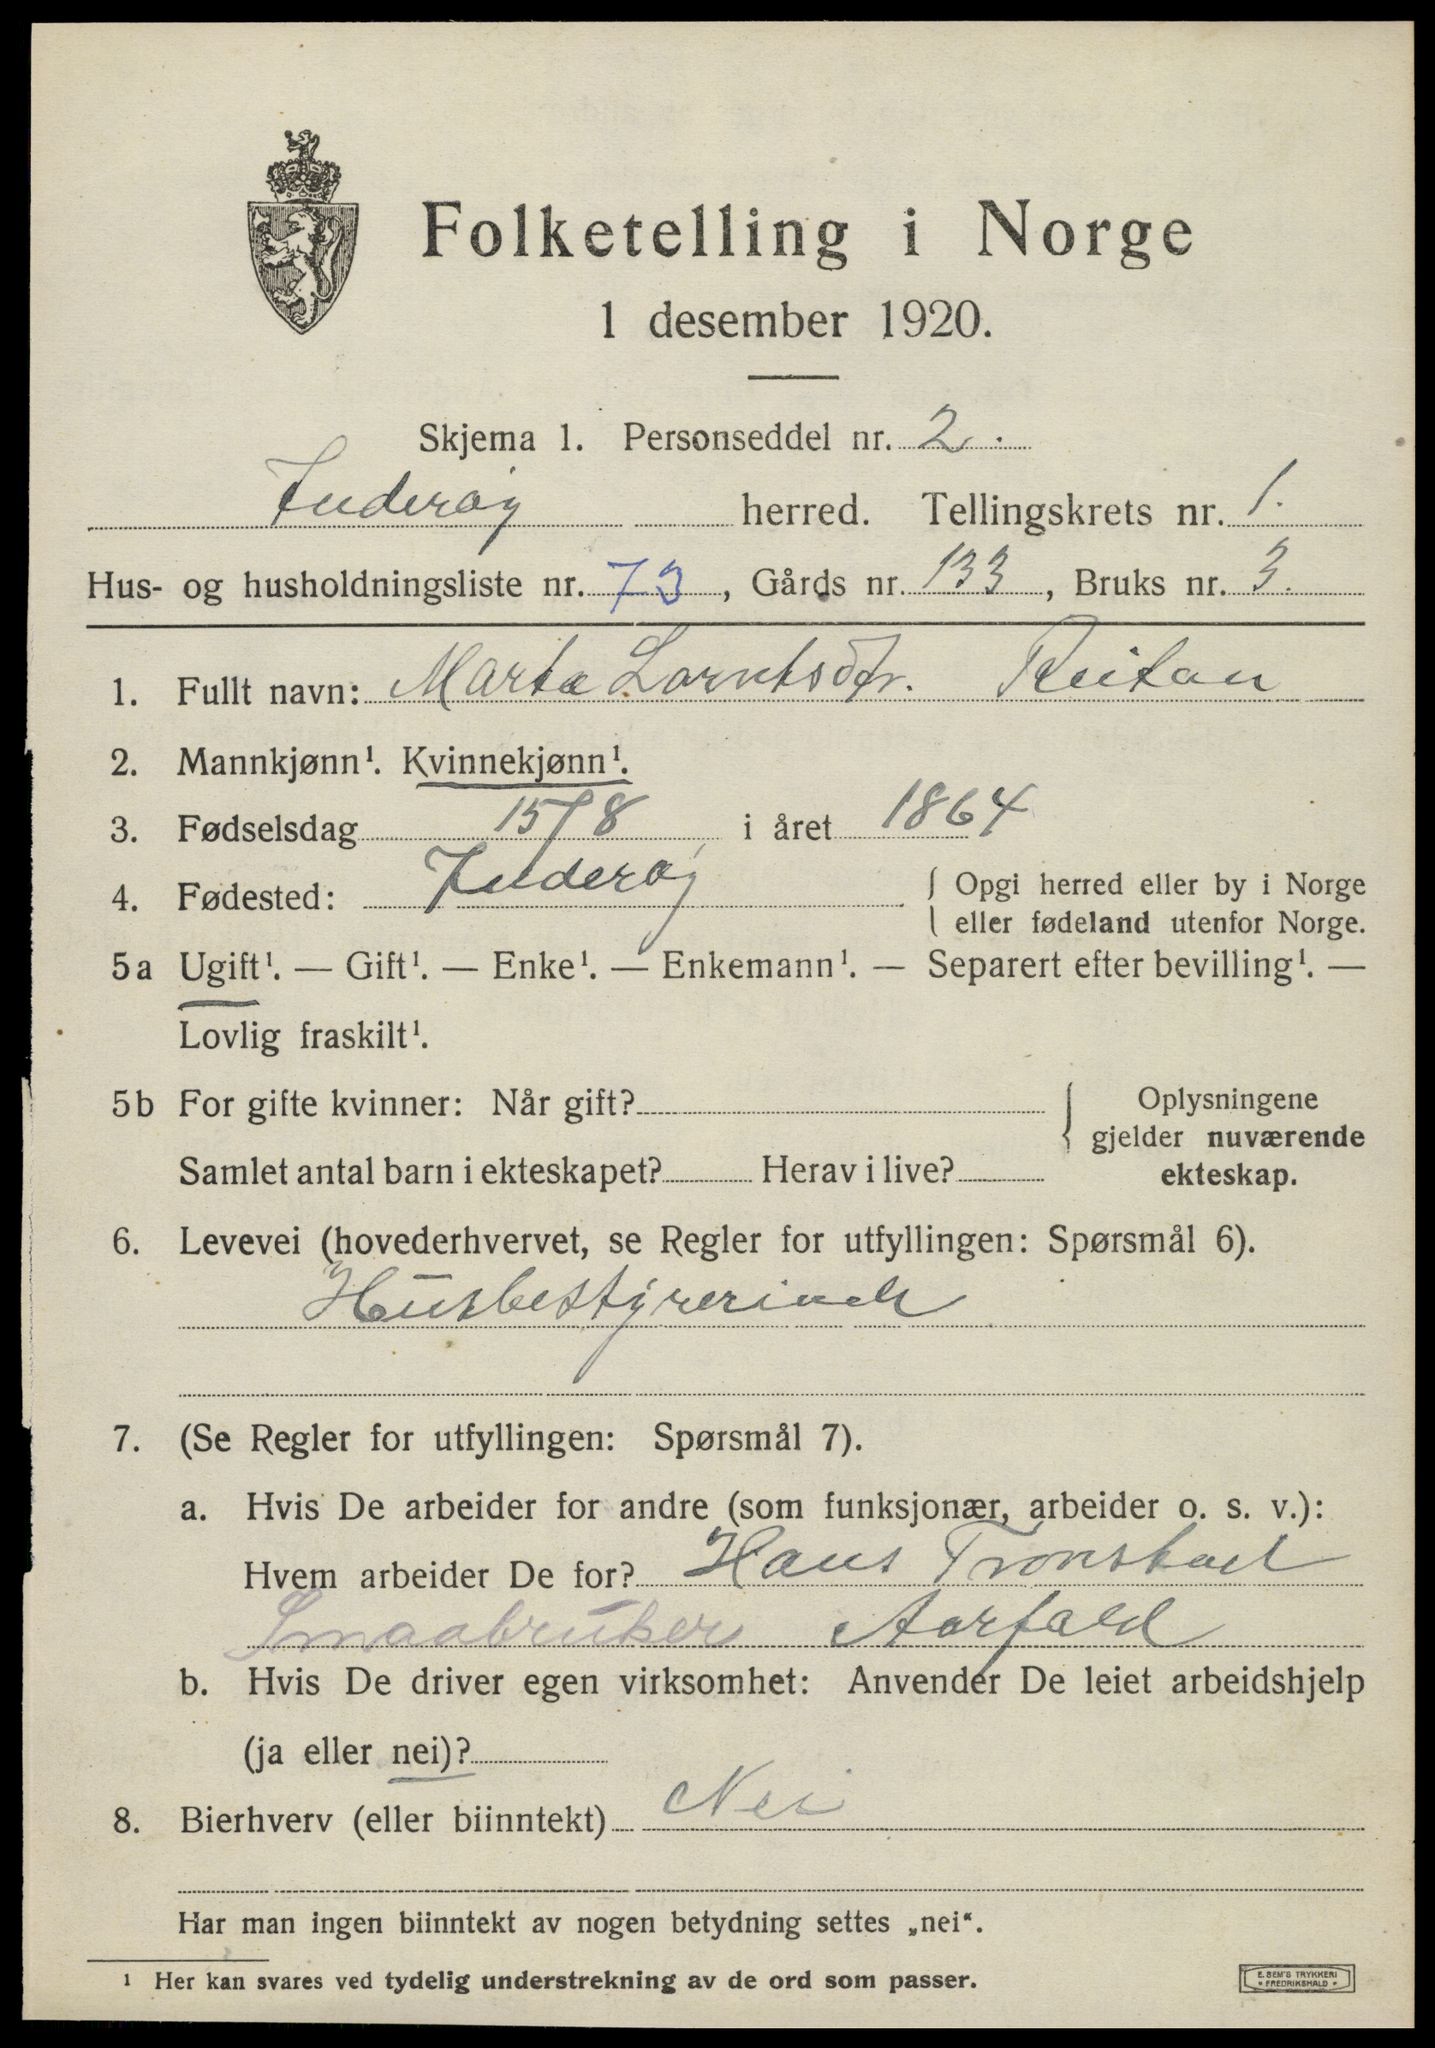 Folketelling i Norge
1 desember 1920.
Skjema 1. Personseddel nr. 2.
Inderøy herred. Tellingskrets nr. 1.
Hus- og husholdningsliste nr. 73, Gårds nr. 133, Bruks nr. 3.
1. Fullt navn: Marta Lorntsdtr. Reitan
2. Mannkjønn¹. Kvinnekjønn¹.
3. Fødselsdag 15/8 i året 1864
4. Fødested: Inderøy { Opgi herred eller by i Norge
eller fødeland utenfor Norge.
5a Ugift¹. — Gift¹. — Enke¹. — Enkemann¹. — Separert efter bevilling¹. —
Lovlig fraskilt¹.
5b For gifte kvinner: Når gift? { Oplysningene
gjelder nuværende
Samlet antal barn i ekteskapet? Herav i live? ekteskap.
6. Levevei (hovederhvervet, se Regler for utfyllingen: Spørsmål 6).
Husbestyrerinde
7. (Se Regler for utfyllingen: Spørsmål 7).
a. Hvis De arbeider for andre (som funksjonær, arbeider o. s. v.):
Hvem arbeider De for? Hans Tronstad
Smaabruker Aarfald
b. Hvis De driver egen virksomhet: Anvender De leiet arbeidshjelp
(ja eller nei)?
8. Bierhverv (eller biinntekt) Nei
Har man ingen biinntekt av nogen betydning settes „nei“.
¹ Her kan svares ved tydelig understrekning av de ord som passer.
E. SEM'S TRYKKERI
• FREDRIKSHALD •